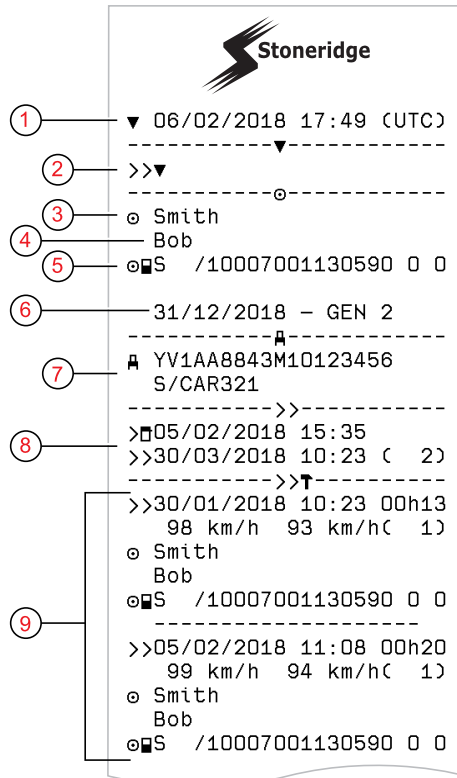 Stoneridge
1 ▼ 06/02/2018 17:49 (UTC)
--------------▼--------------
2 >>▼
--------------⊙--------------
3 ⊙ Smith
4 Bob
5 ⊙S /10007001130590 0 0
6 31/12/2018 – GEN 2
7 YV1AA8843M10123456
S/CAR321
-------------->>--------------
8 >05/02/2018 15:35
>>30/03/2018 10:23 ( 2)
-------------->>--------------
9 >>30/01/2018 10:23 00h13
98 km/h 93 km/h( 1)
⊙ Smith
Bob
⊙S /10007001130590 0 0
--------------------
>>05/02/2018 11:08 00h20
99 km/h 94 km/h( 1)
⊙ Smith
Bob
⊙S /10007001130590 0 0